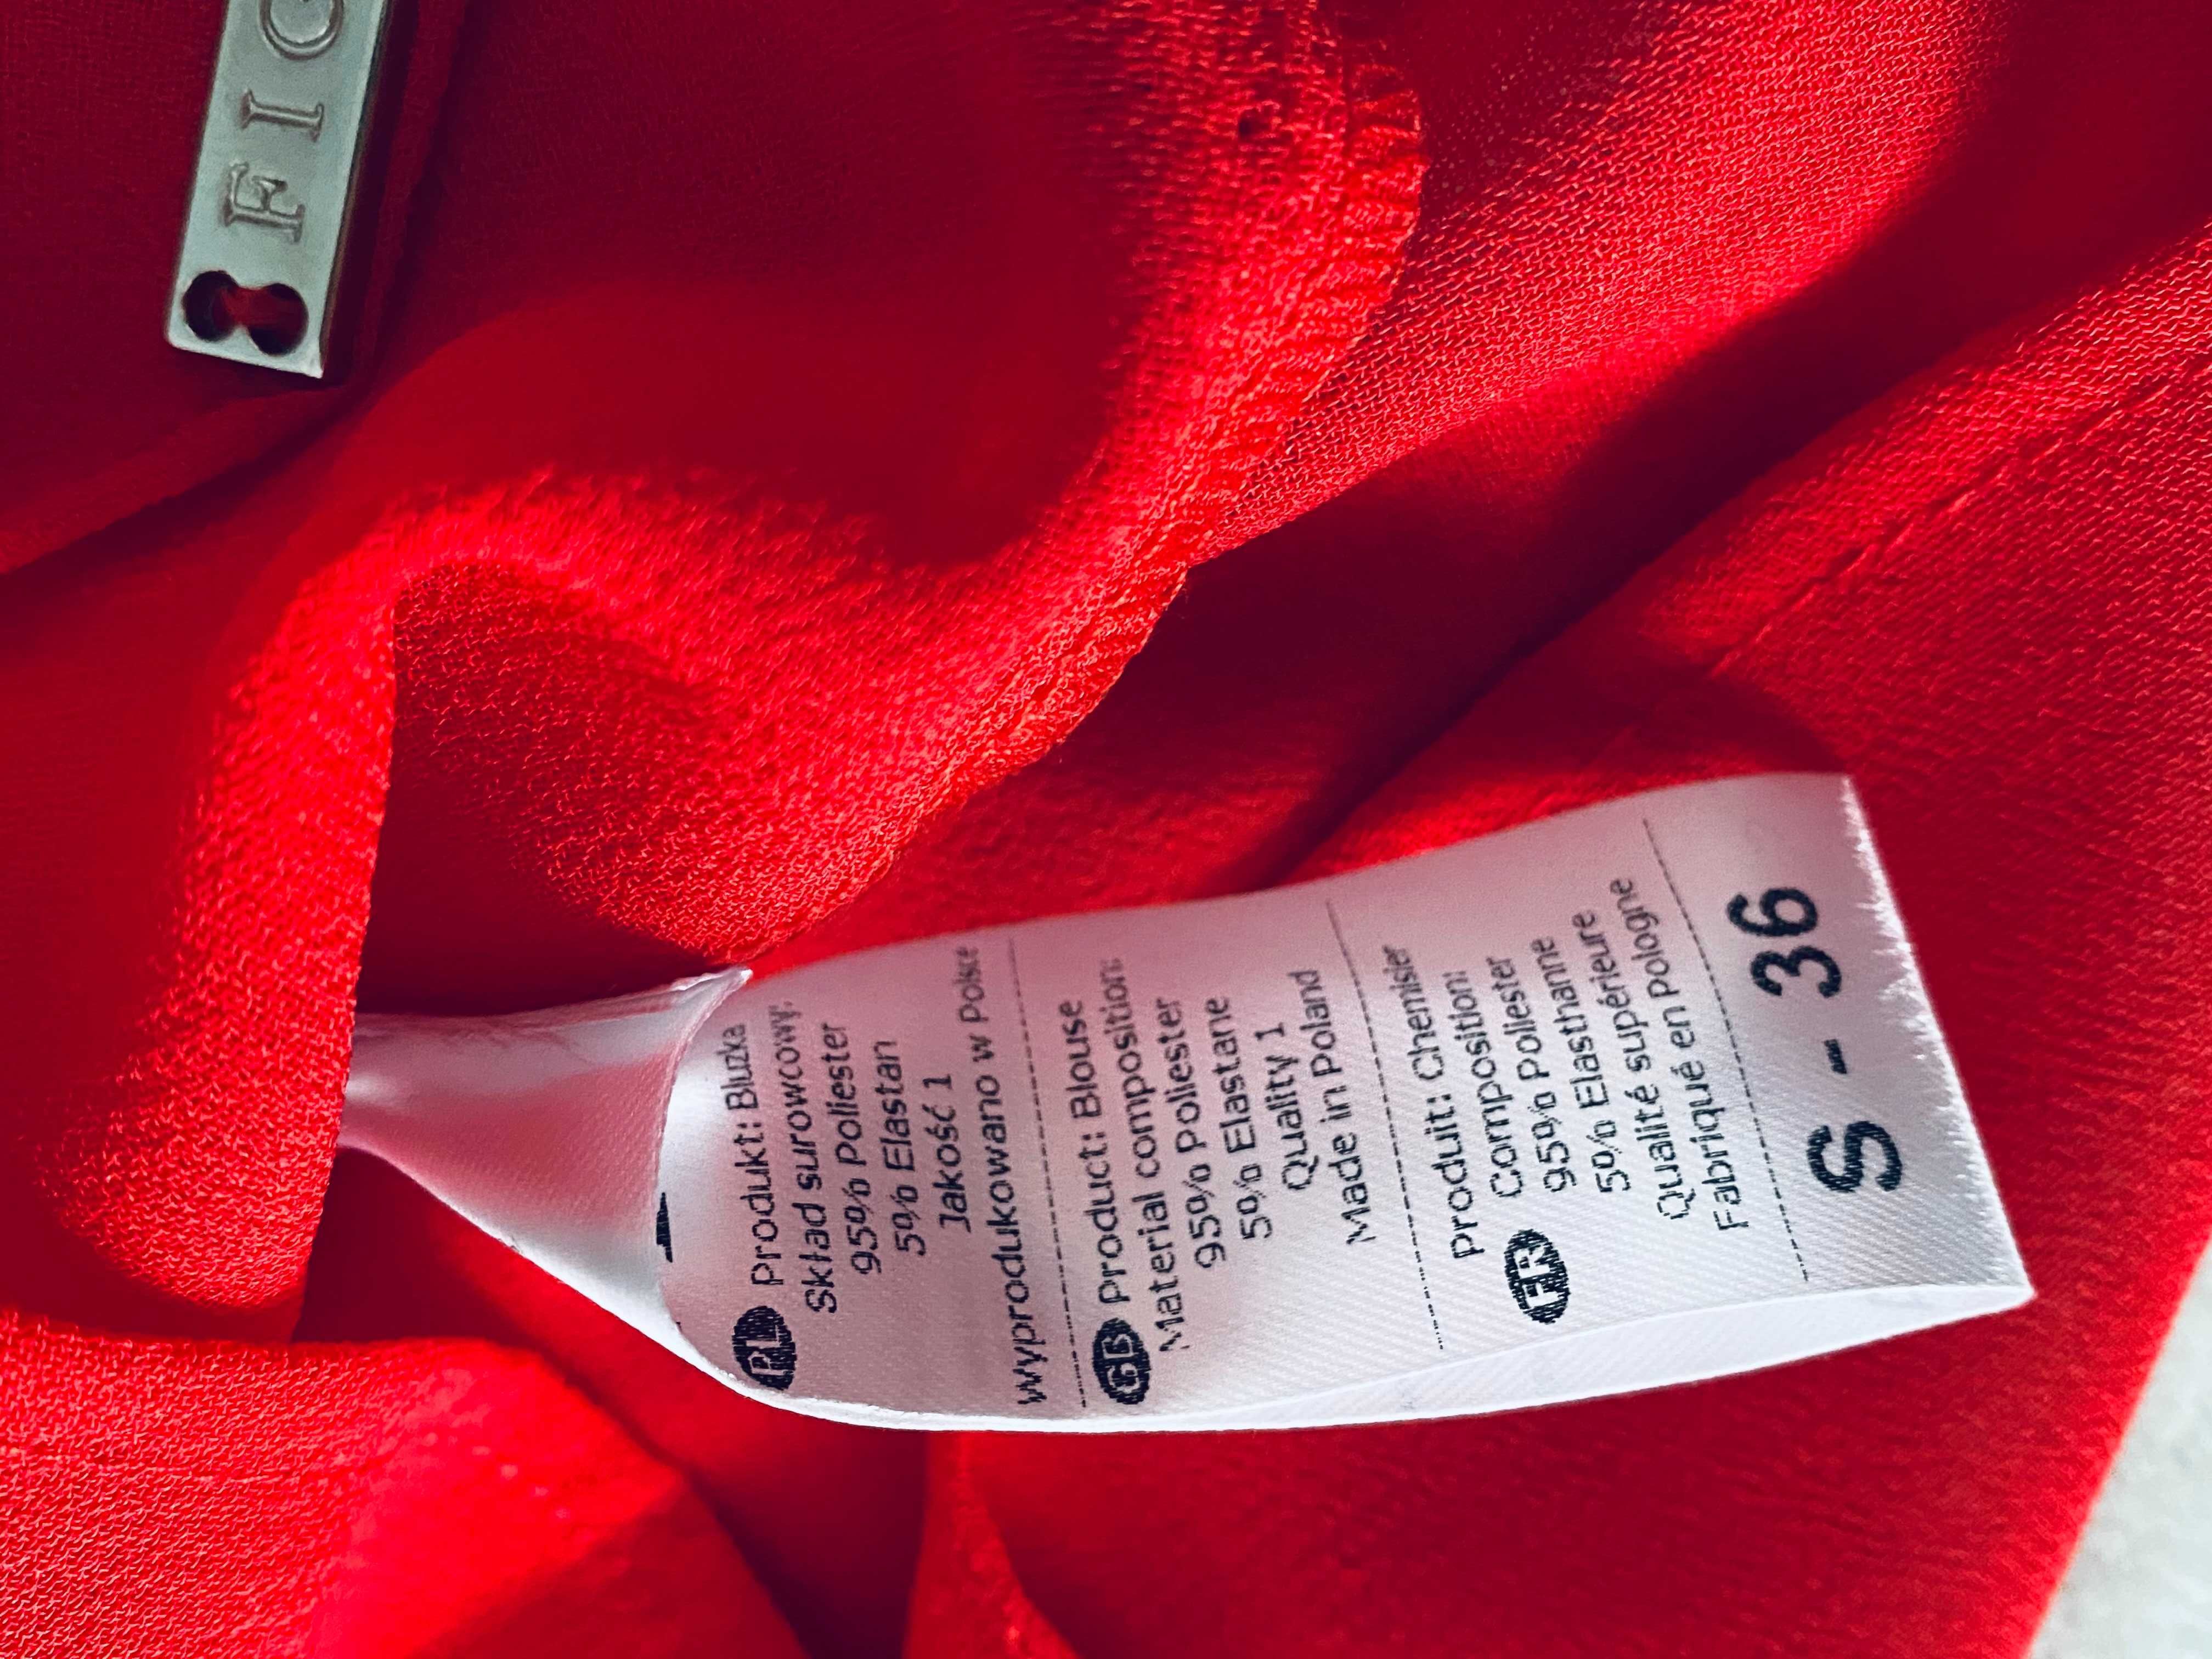 FIG
PL Produkt: Bluzka
Skład surowcowy:
95% Poliester
5% Elastan
Jakość 1
Wyprodukowano w Polsce
GB Product: Blouse
Material composition:
95% Poliester
5% Elastane
Quality 1
Made in Poland
FR Produit: Chemisier
Composition:
95% Poliester
5% Elasthanne
Qualité supérieure
Fabriqué en Pologne
S - 36